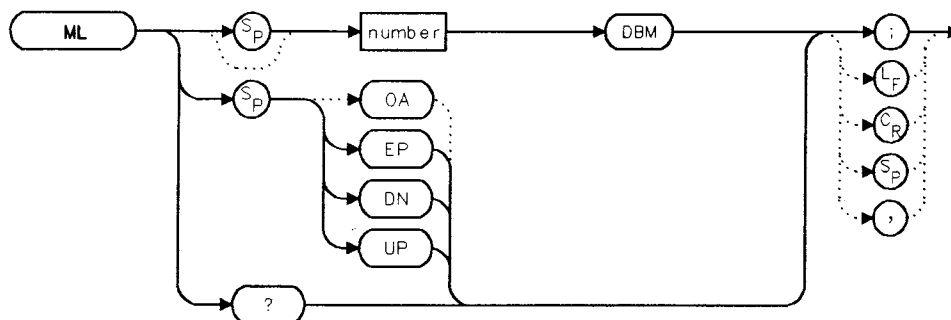 ML SP number DBM ;
SP OA LF
EP CR
DN SP
UP ,
?